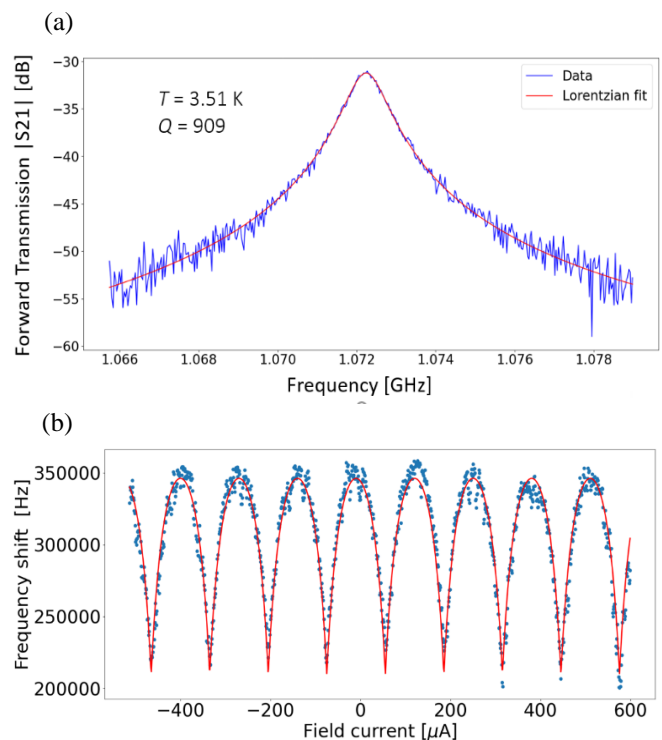 (a)
Forward Transmission |S21| [dB]
−30
−35
−40
−45
−50
−55
−60
T = 3.51 K
Q = 909
Data
Lorentzian fit
1.066 1.068 1.070 1.072 1.074 1.076 1.078
Frequency [GHz]
(b)
Frequency shift [Hz]
350000
300000
250000
200000
−400 −200 0 200 400 600
Field current [μA]